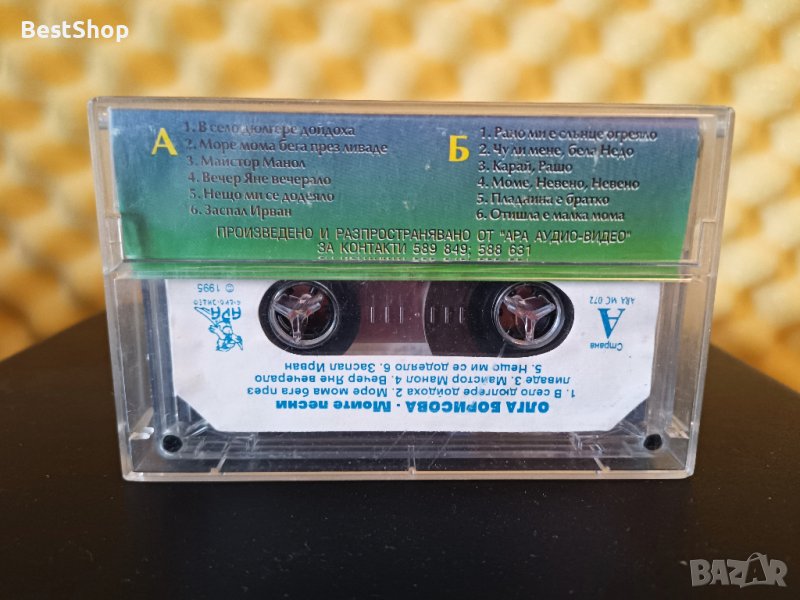 BestShop
А
1. В село дюлгере дойдоха
2. Море мома бега през ливаде
3. Майстор Манол
4. Вечер Яне вечерало
5. Нещо ми се додеяло
6. Заспал Ирван
Б
1. Рано ми е слънце огреяло
2. Чу ли мене, бела Недо
3. Карай, Рашо
4. Моме, Невено, Невено
5. Пладнина е братко
6. Отишла е малка мома
ПРОИЗВЕДЕНО И РАЗПРОСТРАНЯВАНО ОТ "АРА АУДИО-ВИДЕО"
ЗА КОНТАКТИ 589 849; 588 631
ОЛГА БОРИСОВА - Моите песни
1. В село дюлгере дойдоха 2. Море мома бега през
ливаде 3. Майстор Манол 4. Вечер Яне вечерало
5. Нещо ми се додеяло 6. Заспал Ирван
Страна
А
ARA MC 072
АРА
© 1995
BAZAR